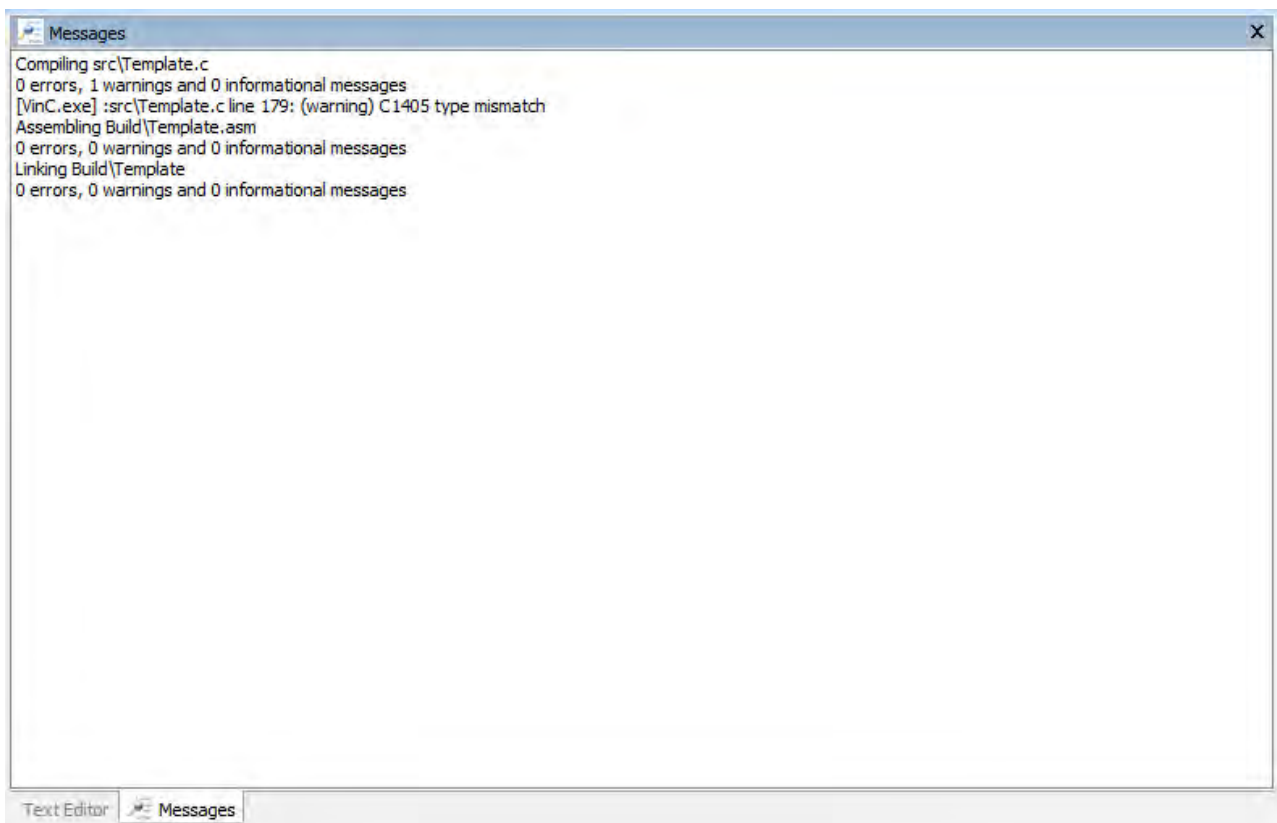 Messages
Compiling src\Template.c
0 errors, 1 warnings and 0 informational messages
[VinC.exe] :src\Template.c line 179: (warning) C1405 type mismatch
Assembling Build\Template.asm
0 errors, 0 warnings and 0 informational messages
Linking Build\Template
0 errors, 0 warnings and 0 informational messages
Text Editor Messages